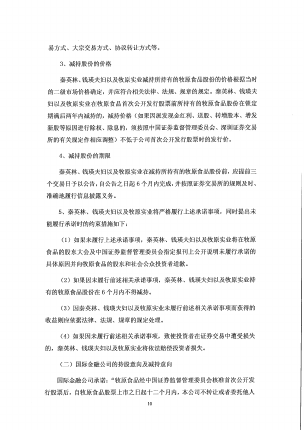 易方式、大宗交易方式、协议转让方式等。
3、减持股份的价格
秦英林、钱瑛夫妇以及牧原实业减持所持有的牧原食品股份的价格根据当时
的二级市场价格确定，并应符合相关法律、法规、规章的规定。秦英林、钱瑛夫
妇以及牧原实业在牧原食品首次公开发行股票前所持有的牧原食品股份在锁定
期满后两年内减持的，减持价格（如果因派发现金红利、送股、转增股本、增发
新股等原因进行除权、除息的，须按照中国证券监督管理委员会、深圳证券交易
所的有关规定作相应调整）不低于公司首次公开发行股票时的发行价。
4、减持股份的期限
秦英林、钱瑛夫妇以及牧原实业在减持所持有的牧原食品股份前，应提前三
个交易日予以公告，自公告之日起 6 个月内完成，并按照证券交易所的规则及时、
准确地履行信息披露义务。
5、秦英林、钱瑛夫妇以及牧原实业将严格履行上述承诺事项，同时提出未
能履行承诺时的约束措施如下：
（1）如果未履行上述承诺事项，秦英林、钱瑛夫妇以及牧原实业将在牧原
食品的股东大会及中国证券监督管理委员会指定报刊上公开说明未履行承诺的
具体原因并向牧原食品的股东和社会公众投资者道歉。
（2）如果因未履行前述相关承诺事项，秦英林、钱瑛夫妇以及牧原实业持
有的牧原食品股份在 6 个月内不得减持。
（3）因秦英林、钱瑛夫妇以及牧原实业未履行前述相关承诺事项而获得的
收益则应依据法律、法规、规章的规定处理。
（4）如果因未履行前述相关承诺事项，致使投资者在证券交易中遭受损失
的，秦英林、钱瑛夫妇以及牧原实业将依法赔偿投资者损失。
（二）国际金融公司的持股意向及减持意向
国际金融公司承诺：“牧原食品经中国证券监督管理委员会核准首次公开发
行股票后，自牧原食品股票上市之日起十二个月内，本公司不转让或者委托他人
10